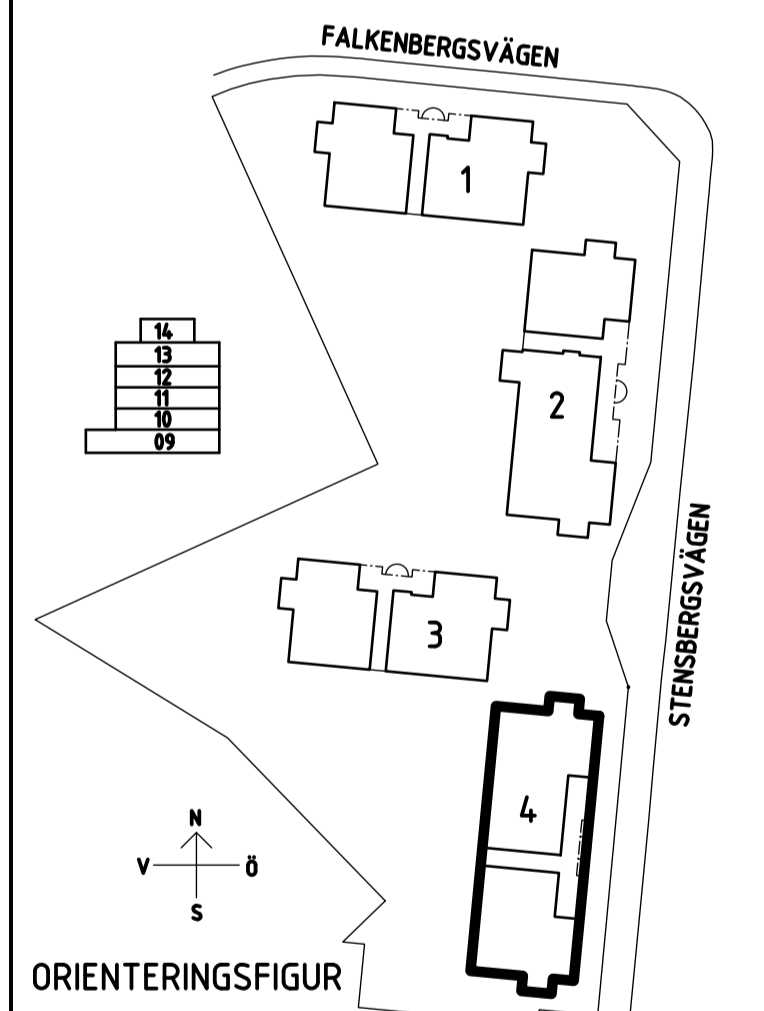 FALKENBERGSVÄGEN
1
14
13
12
11
10
09
2
STENSBERGSVÄGEN
3
4
N
V Ö
S
ORIENTERINGSFIGUR